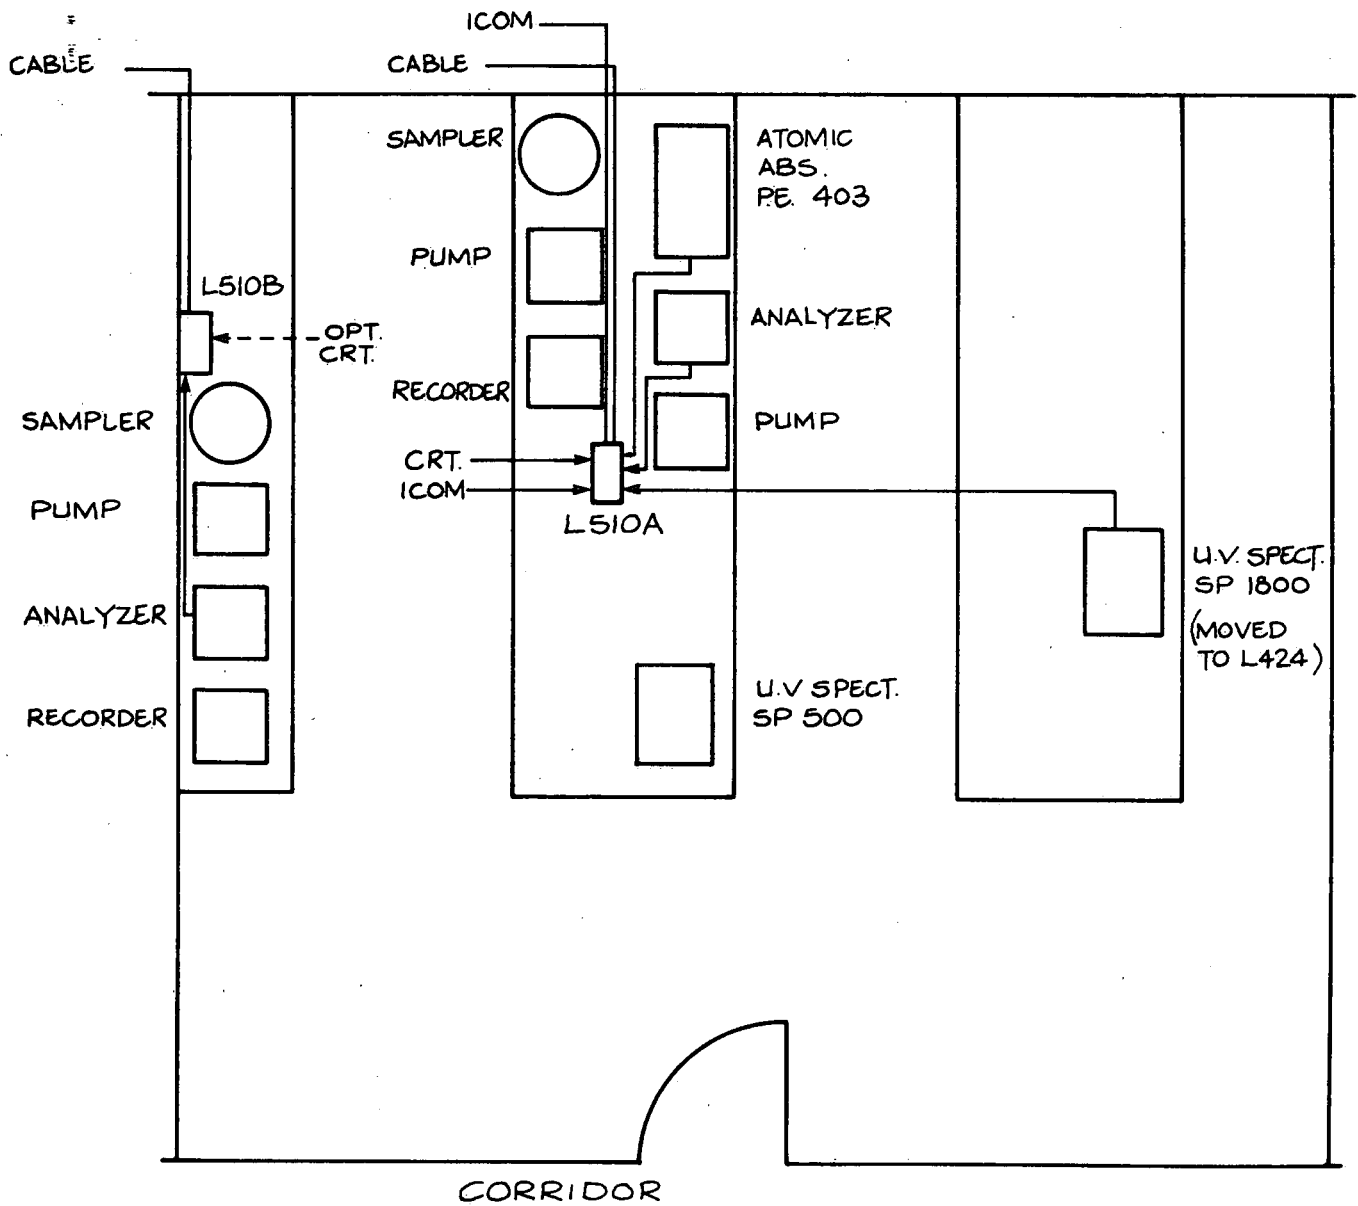 ICOM
CABLE
CABLE
SAMPLER
ATOMIC
ABS.
P.E. 403
PUMP
L510B
ANALYZER
OPT.
CRT.
RECORDER
SAMPLER
PUMP
CRT.
ICOM
PUMP
L510A
U.V. SPECT.
SP 1800
(MOVED
TO L424)
ANALYZER
U.V SPECT.
SP 500
RECORDER
CORRIDOR